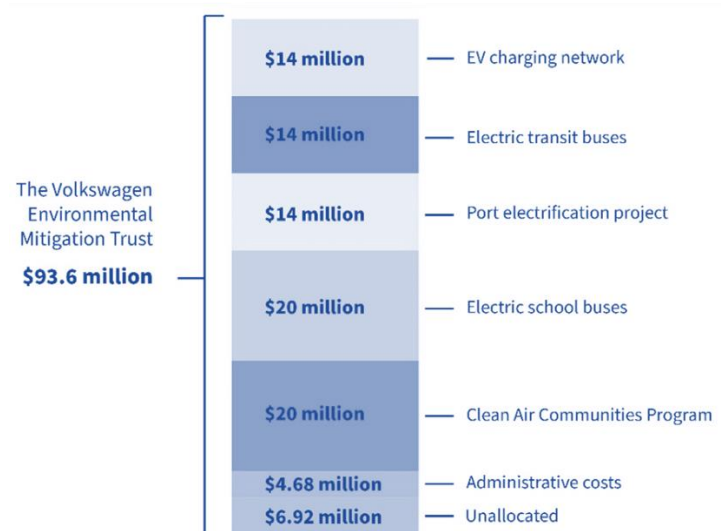 $14 million
EV charging network
$14 million
Electric transit buses
The Volkswagen
Environmental
Mitigation Trust
$93.6 million
$14 million
Port electrification project
$20 million
Electric school buses
$20 million
Clean Air Communities Program
$4.68 million
Administrative costs
$6.92 million
Unallocated